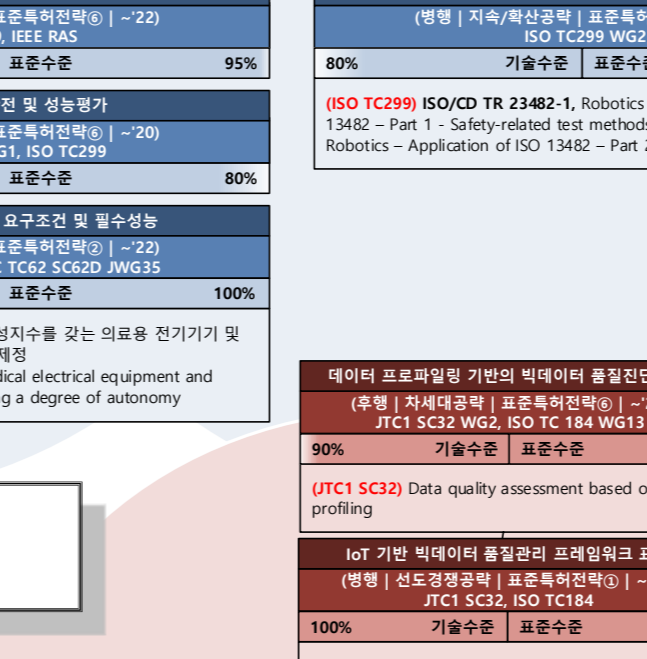 표준특허전략⑥ | ~'22)
, IEEE RAS
표준수준 95%
전 및 성능평가
표준특허전략⑥ | ~'20)
G1, ISO TC299
표준수준 80%
요구조건 및 필수성능
표준특허전략② | ~'22)
TC62 SC62D JWG35
표준수준 100%
성지수를 갖는 의료용 전기기기 및
제정
dical electrical equipment and
ng a degree of autonomy
(병행 | 지속/확산공략 | 표준특허
ISO TC299 WG2
80% 기술수준 표준수준
(ISO TC299) ISO/CD TR 23482-1, Robotics
13482 – Part 1 - Safety-related test methods
Robotics – Application of ISO 13482 – Part 2
데이터 프로파일링 기반의 빅데이터 품질진단
(후행 | 차세대공략 | 표준특허전략⑥ | ~'2
JTC1 SC32 WG2, ISO TC 184 WG13
90% 기술수준 표준수준
(JTC1 SC32) Data quality assessment based o
profiling
IoT 기반 빅데이터 품질관리 프레임워크 표
(병행 | 선도경쟁공략 | 표준특허전략① | ~
JTC1 SC32, ISO TC184
100% 기술수준 표준수준